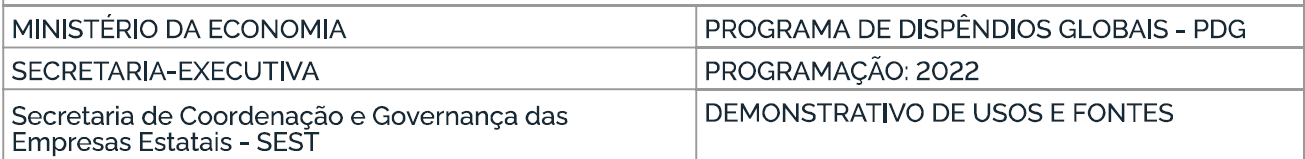 MINISTÉRIO DA ECONOMIA
PROGRAMA DE DISPÊNDIOS GLOBAIS - PDG
SECRETARIA-EXECUTIVA
PROGRAMAÇÃO: 2022
Secretaria de Coordenação e Governança das
Empresas Estatais - SEST
DEMONSTRATIVO DE USOS E FONTES